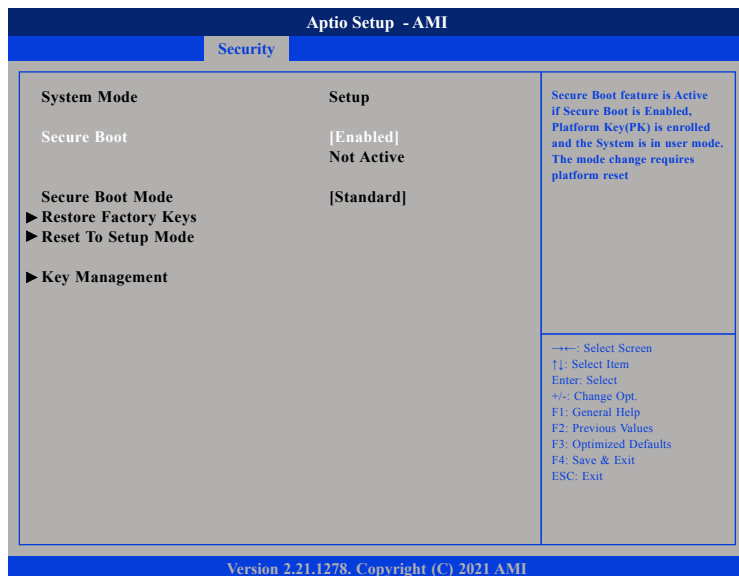 Aptio Setup - AMI
Security
System Mode Setup
Secure Boot [Enabled]
Not Active
Secure Boot Mode [Standard]
▶ Restore Factory Keys
▶ Reset To Setup Mode
▶ Key Management
Secure Boot feature is Active
if Secure Boot is Enabled,
Platform Key(PK) is enrolled
and the System is in user mode.
The mode change requires
platform reset
→←: Select Screen
↑↓: Select Item
Enter: Select
+/-: Change Opt.
F1: General Help
F2: Previous Values
F3: Optimized Defaults
F4: Save & Exit
ESC: Exit
Version 2.21.1278. Copyright (C) 2021 AMI